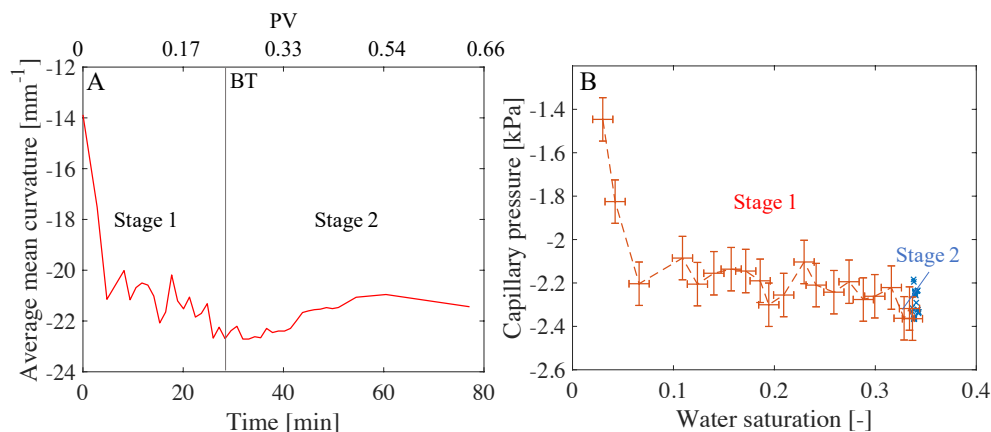 PV
0 0.17 0.33 0.54 0.66
A
BT
-12
-14
-16
-18
-20
-22
-24
Average mean curvature [mm-1]
Stage 1
Stage 2
0 20 40 60 80
Time [min]
B
-1.4
-1.6
-1.8
-2
-2.2
-2.4
-2.6
Capillary pressure [kPa]
Stage 1
Stage 2
0 0.1 0.2 0.3 0.4
Water saturation [-]